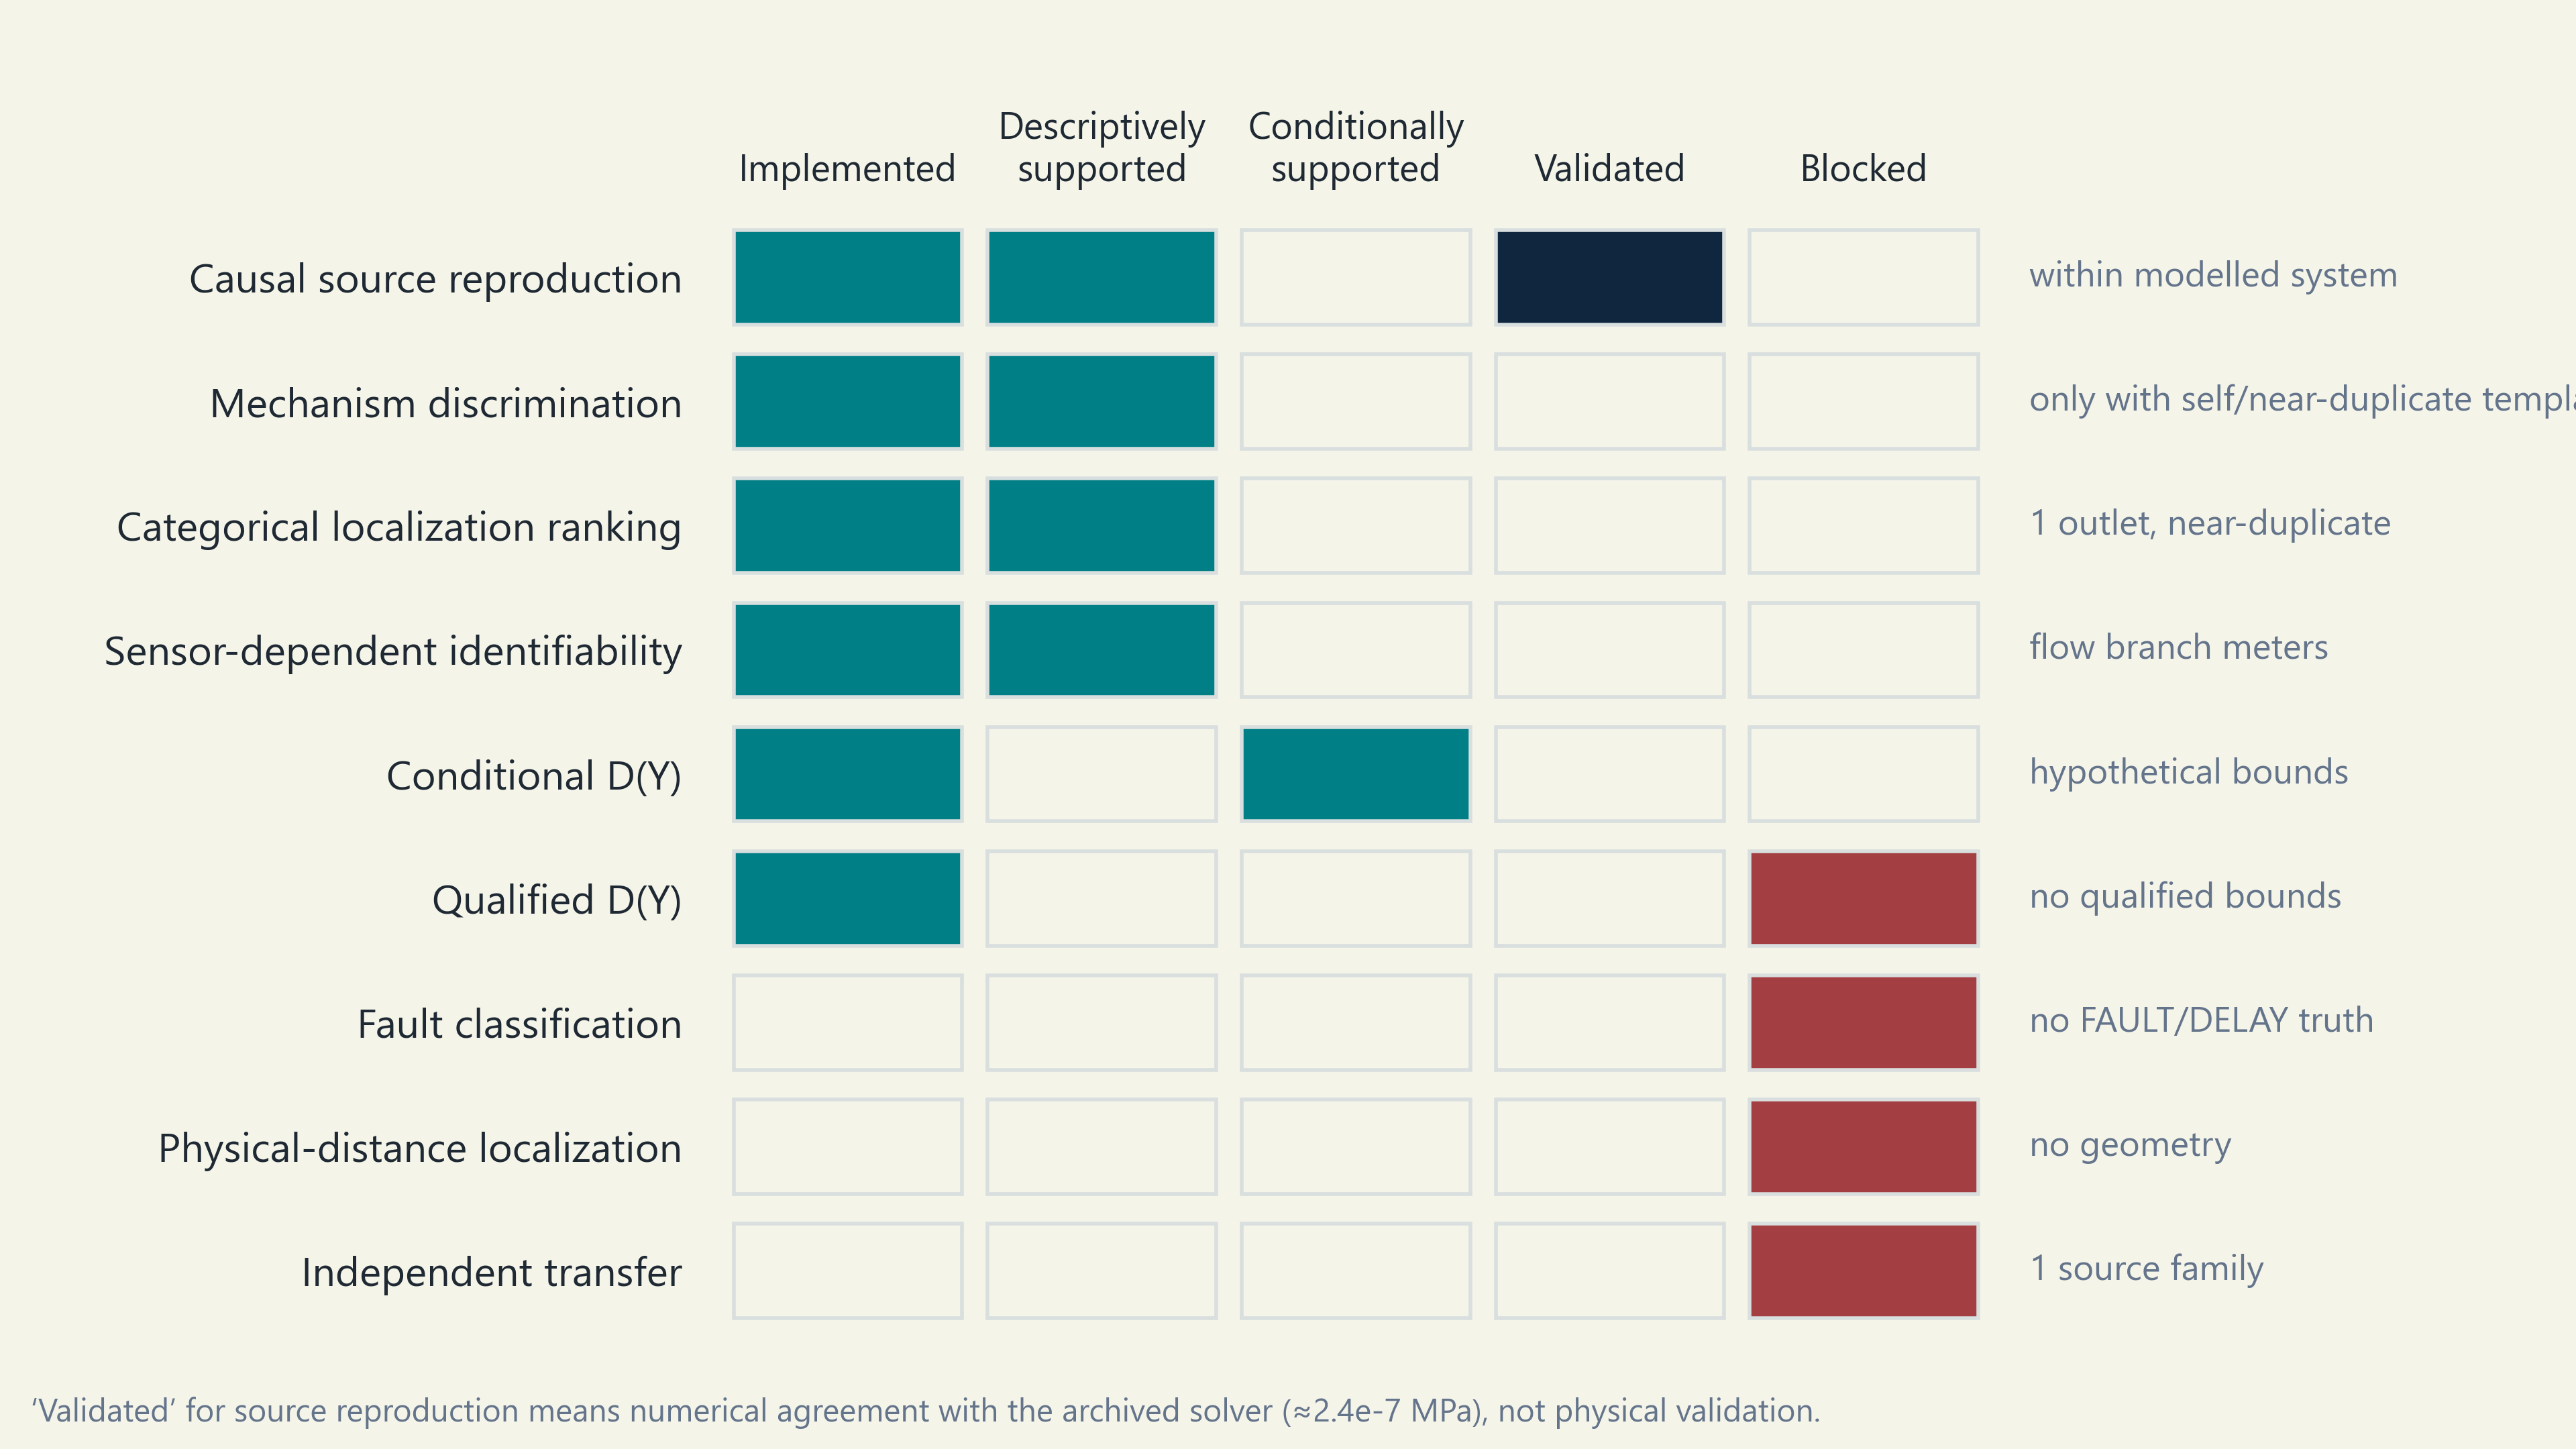 Descriptively Conditionally
Implemented supported supported Validated Blocked
Causal source reproduction within modelled system
Mechanism discrimination only with self/near-duplicate
Categorical localization ranking 1 outlet, near-duplicate
Sensor-dependent identifiability flow branch meters
Conditional D(Y) hypothetical bounds
Qualified D(Y) no qualified bounds
Fault classification no FAULT/DELAY truth
Physical-distance localization no geometry
Independent transfer 1 source family
‘Validated’ for source reproduction means numerical agreement with the archived solver (≈2.4e-7 MPa), not physical validation.